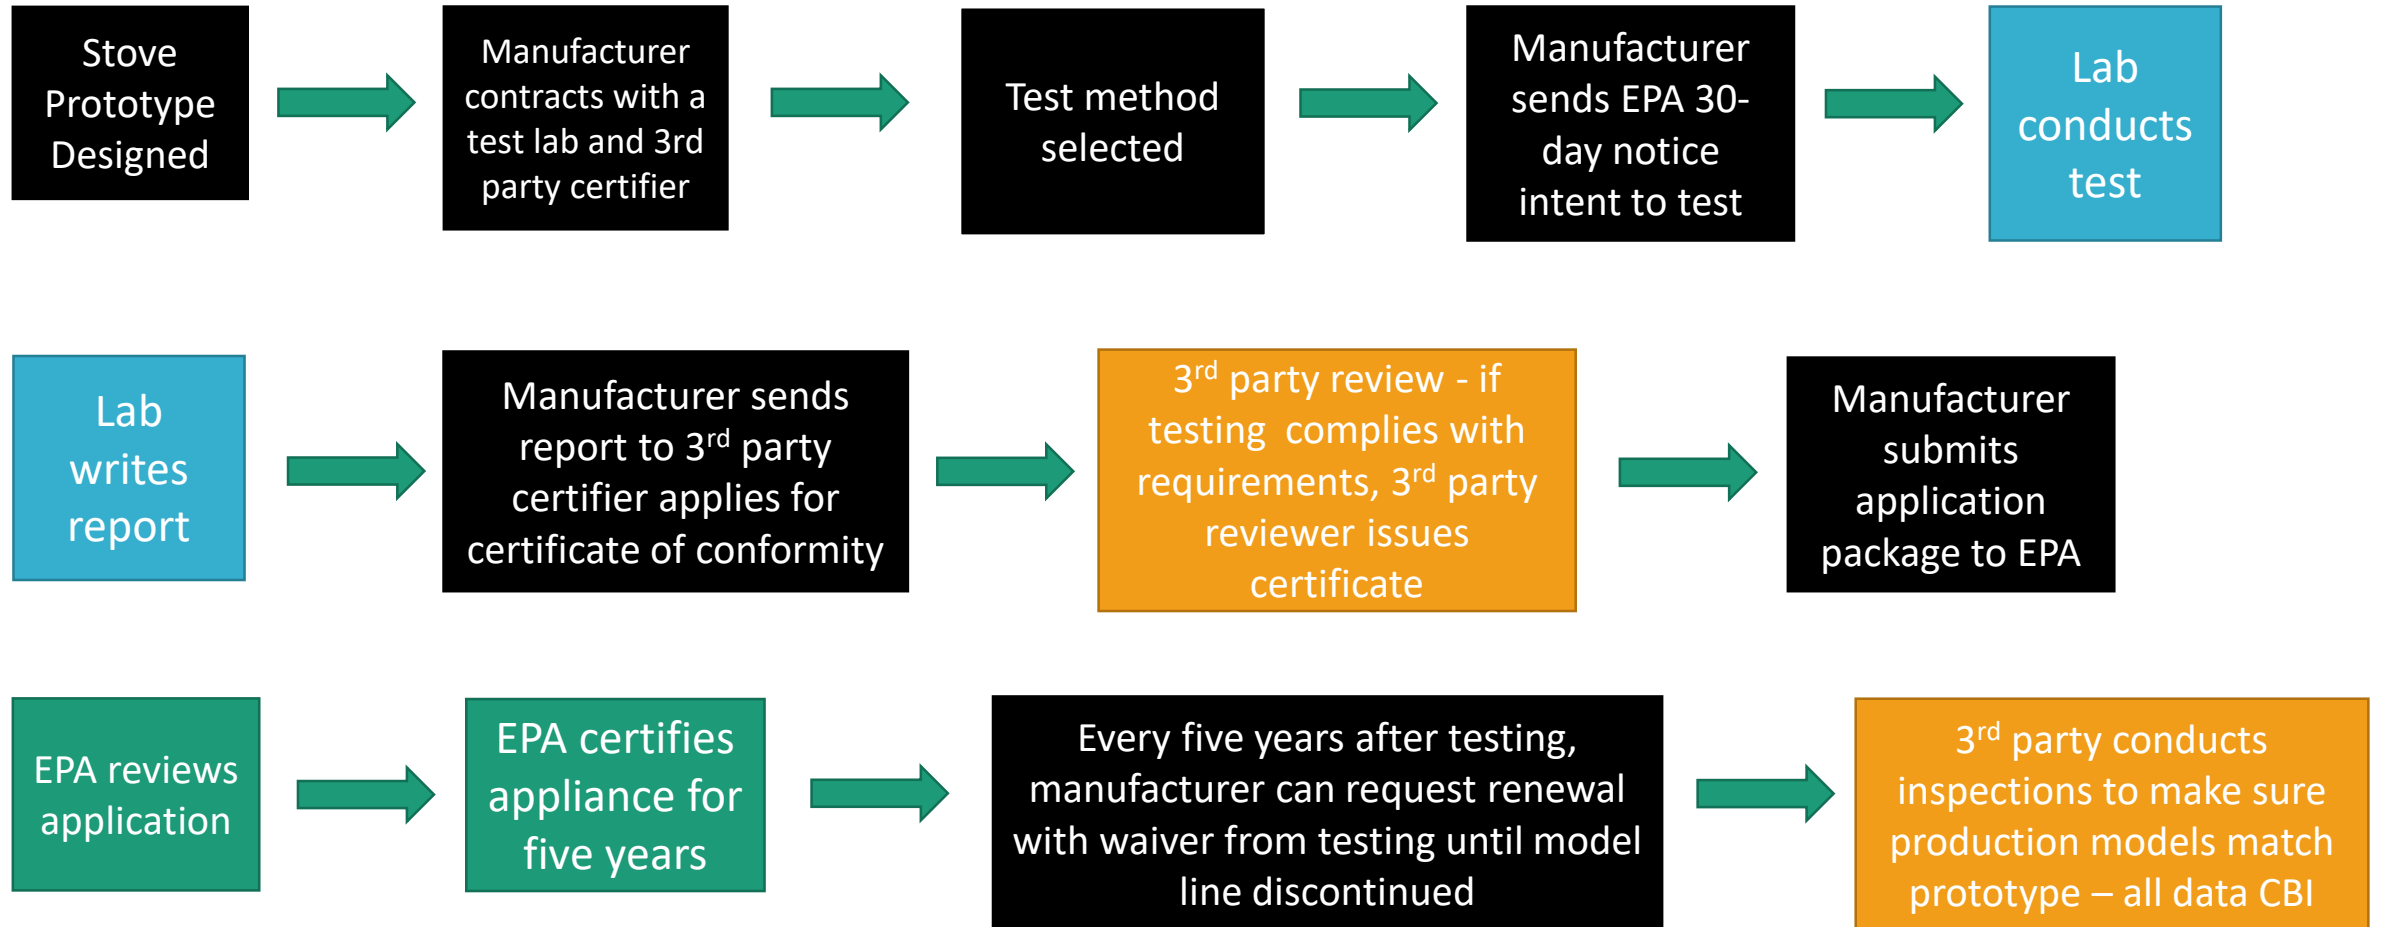 Stove
Prototype
Designed
Manufacturer
contracts with a
test lab and 3rd
party certifier
Test method
selected
Manufacturer
sends EPA 30-
day notice
intent to test
Lab
conducts
test
Lab
writes
report
Manufacturer sends
report to 3rd party
certifier applies for
certificate of conformity
3rd party review - if
testing complies with
requirements, 3rd party
reviewer issues
certificate
Manufacturer
submits
application
package to EPA
EPA reviews
application
EPA certifies
appliance for
five years
Every five years after testing,
manufacturer can request renewal
with waiver from testing until model
line discontinued
3rd party conducts
inspections to make sure
production models match
prototype – all data CBI